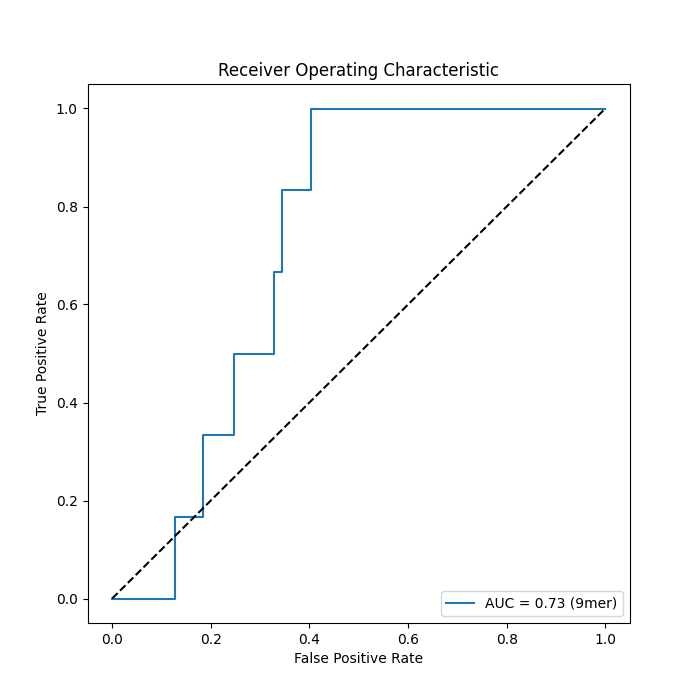 Receiver Operating Characteristic
1.0
0.8
0.6
0.4
0.2
0.0
True Positive Rate
AUC = 0.73 (9mer)
0.0 0.2 0.4 0.6 0.8 1.0
False Positive Rate